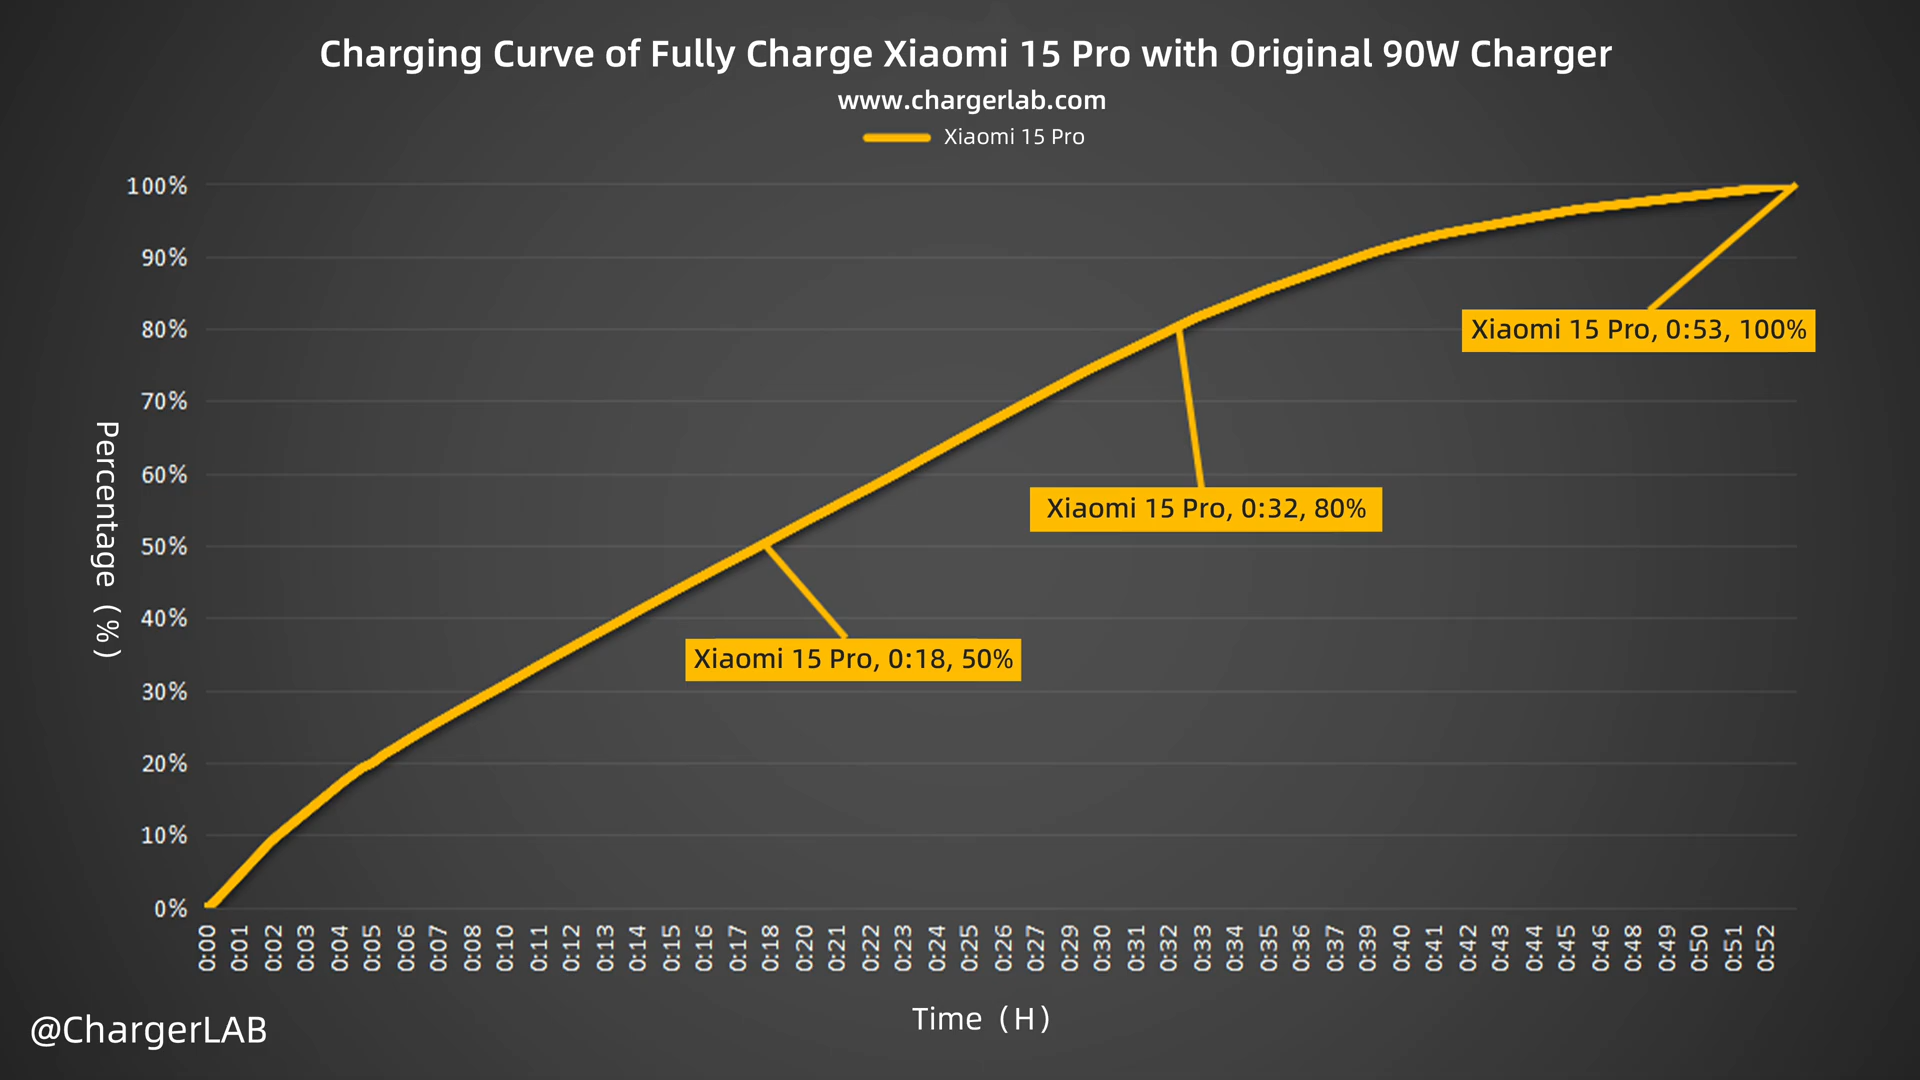 Charging Curve of Fully Charge Xiaomi 15 Pro with Original 90W Charger
www.chargerlab.com
Xiaomi 15 Pro
100%
90%
80%
70%
60%
50%
40%
30%
20%
10%
0%
Percentage（%）
Xiaomi 15 Pro, 0:53, 100%
Xiaomi 15 Pro, 0:32, 80%
Xiaomi 15 Pro, 0:18, 50%
0:00 0:01 0:02 0:03 0:04 0:05 0:06 0:07 0:08 0:10 0:11 0:12 0:13 0:14 0:15 0:16 0:17 0:18 0:20 0:21 0:22 0:23 0:24 0:25 0:26 0:27 0:29 0:30 0:31 0:32 0:33 0:34 0:35 0:36 0:37 0:39 0:40 0:41 0:42 0:43 0:44 0:45 0:46 0:48 0:49 0:50 0:51 0:52
Time（H）
@ChargerLAB